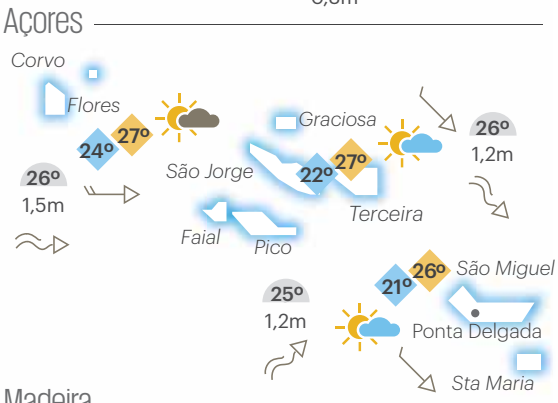 Açores
Corvo
Flores
24º 27º
26º
1,5m
Graciosa
São Jorge
22º 27º
Terceira
Faial
Pico
26º
1,2m
21º 26º
São Miguel
Ponta Delgada
25º
1,2m
Sta Maria